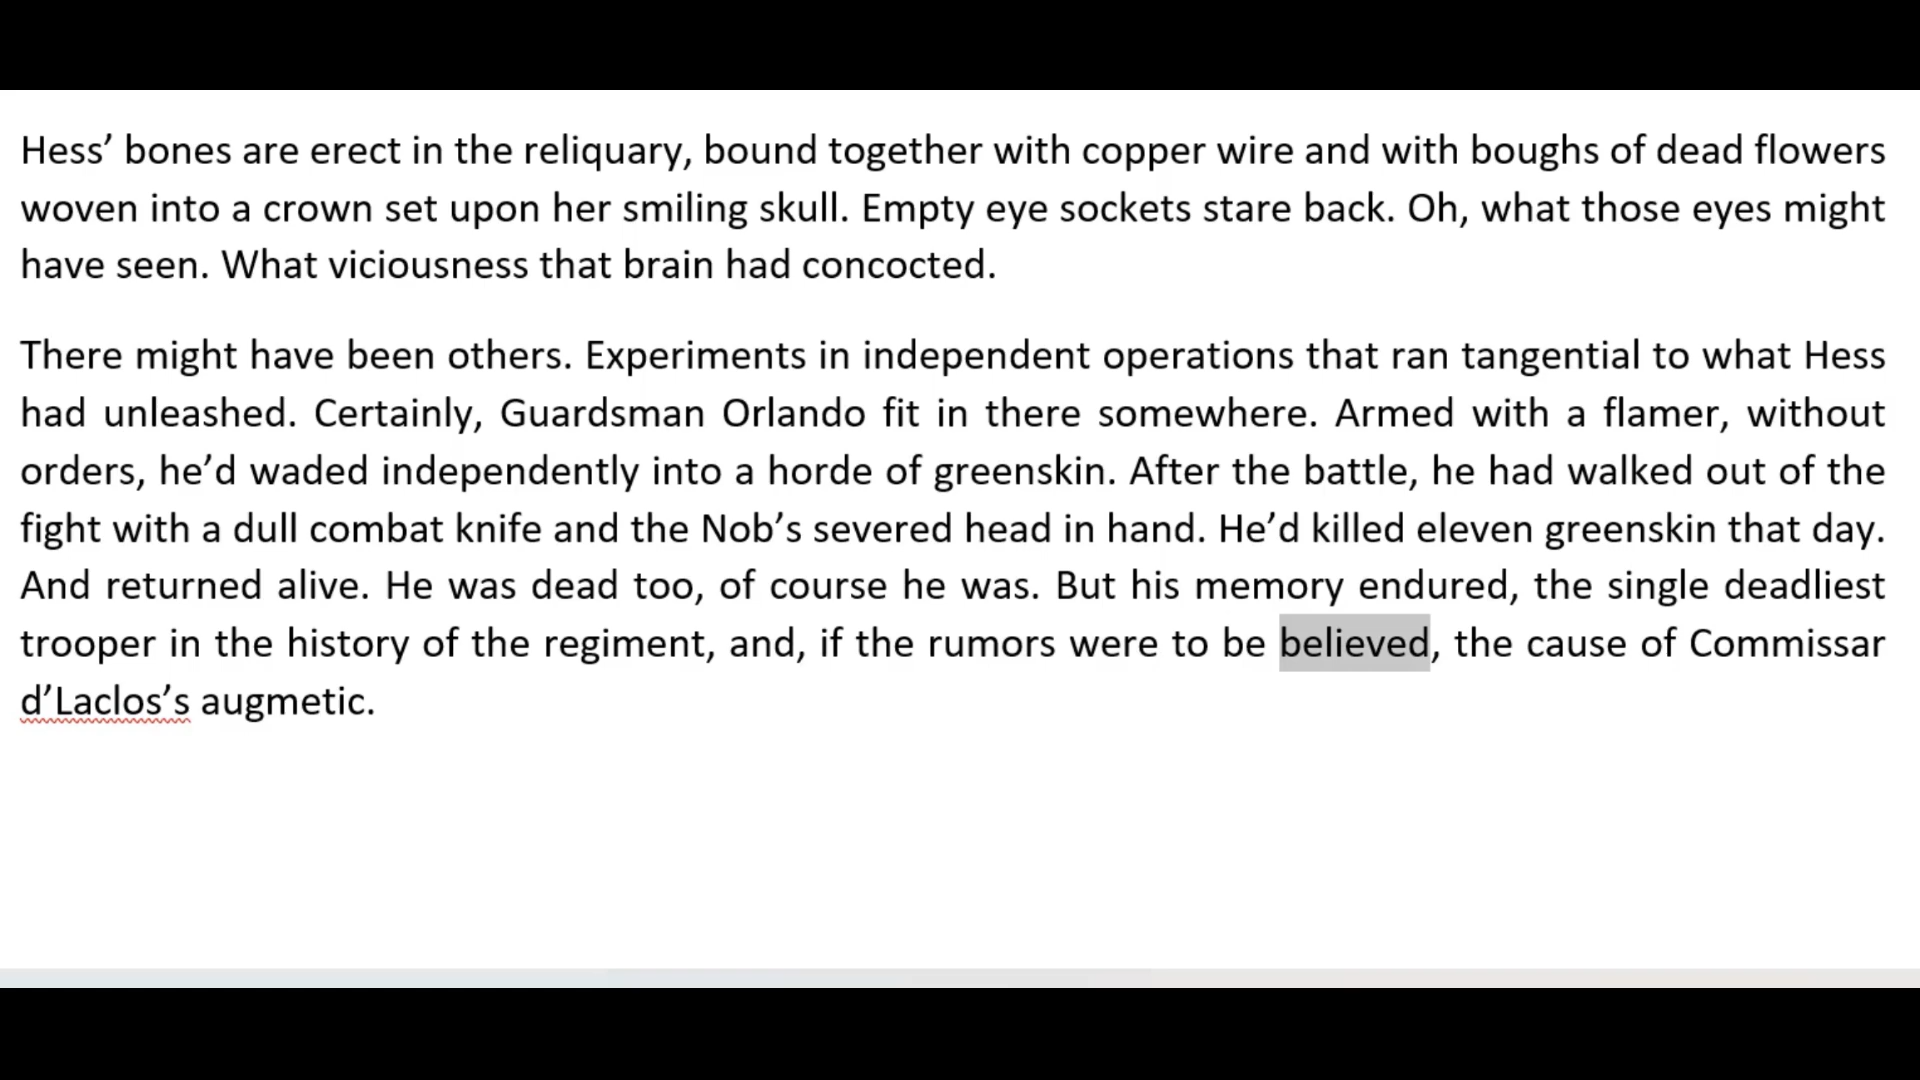 Hess’ bones are erect in the reliquary, bound together with copper wire and with boughs of dead flowers
woven into a crown set upon her smiling skull. Empty eye sockets stare back. Oh, what those eyes might
have seen. What viciousness that brain had concocted.
There might have been others. Experiments in independent operations that ran tangential to what Hess
had unleashed. Certainly, Guardsman Orlando fit in there somewhere. Armed with a flamer, without
orders, he’d waded independently into a horde of greenskin. After the battle, he had walked out of the
fight with a dull combat knife and the Nob’s severed head in hand. He’d killed eleven greenskin that day.
And returned alive. He was dead too, of course he was. But his memory endured, the single deadliest
trooper in the history of the regiment, and, if the rumors were to be believed, the cause of Commissar
d’Laclos’s augmetic.